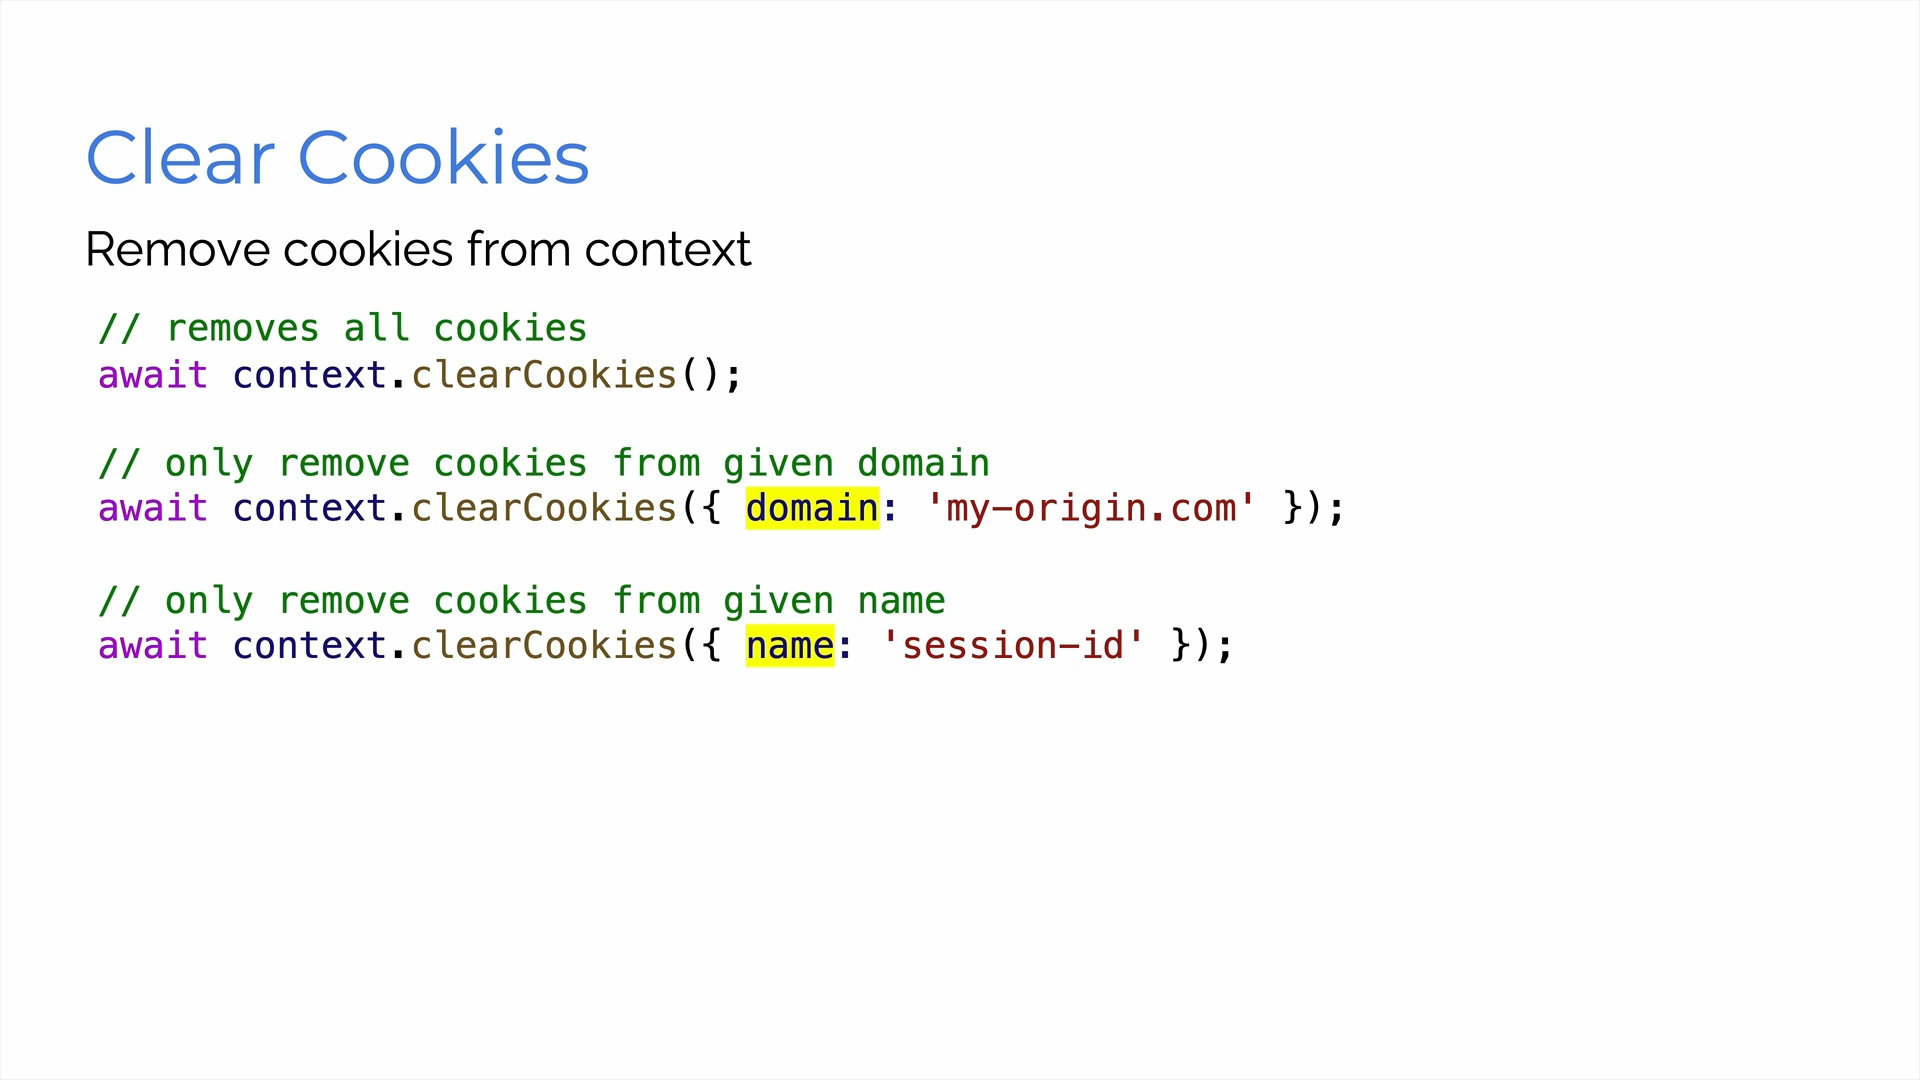 Clear Cookies
Remove cookies from context
// removes all cookies
await context.clearCookies();
// only remove cookies from given domain
await context.clearCookies({ domain: 'my-origin.com' });
// only remove cookies from given name
await context.clearCookies({ name: 'session-id' });